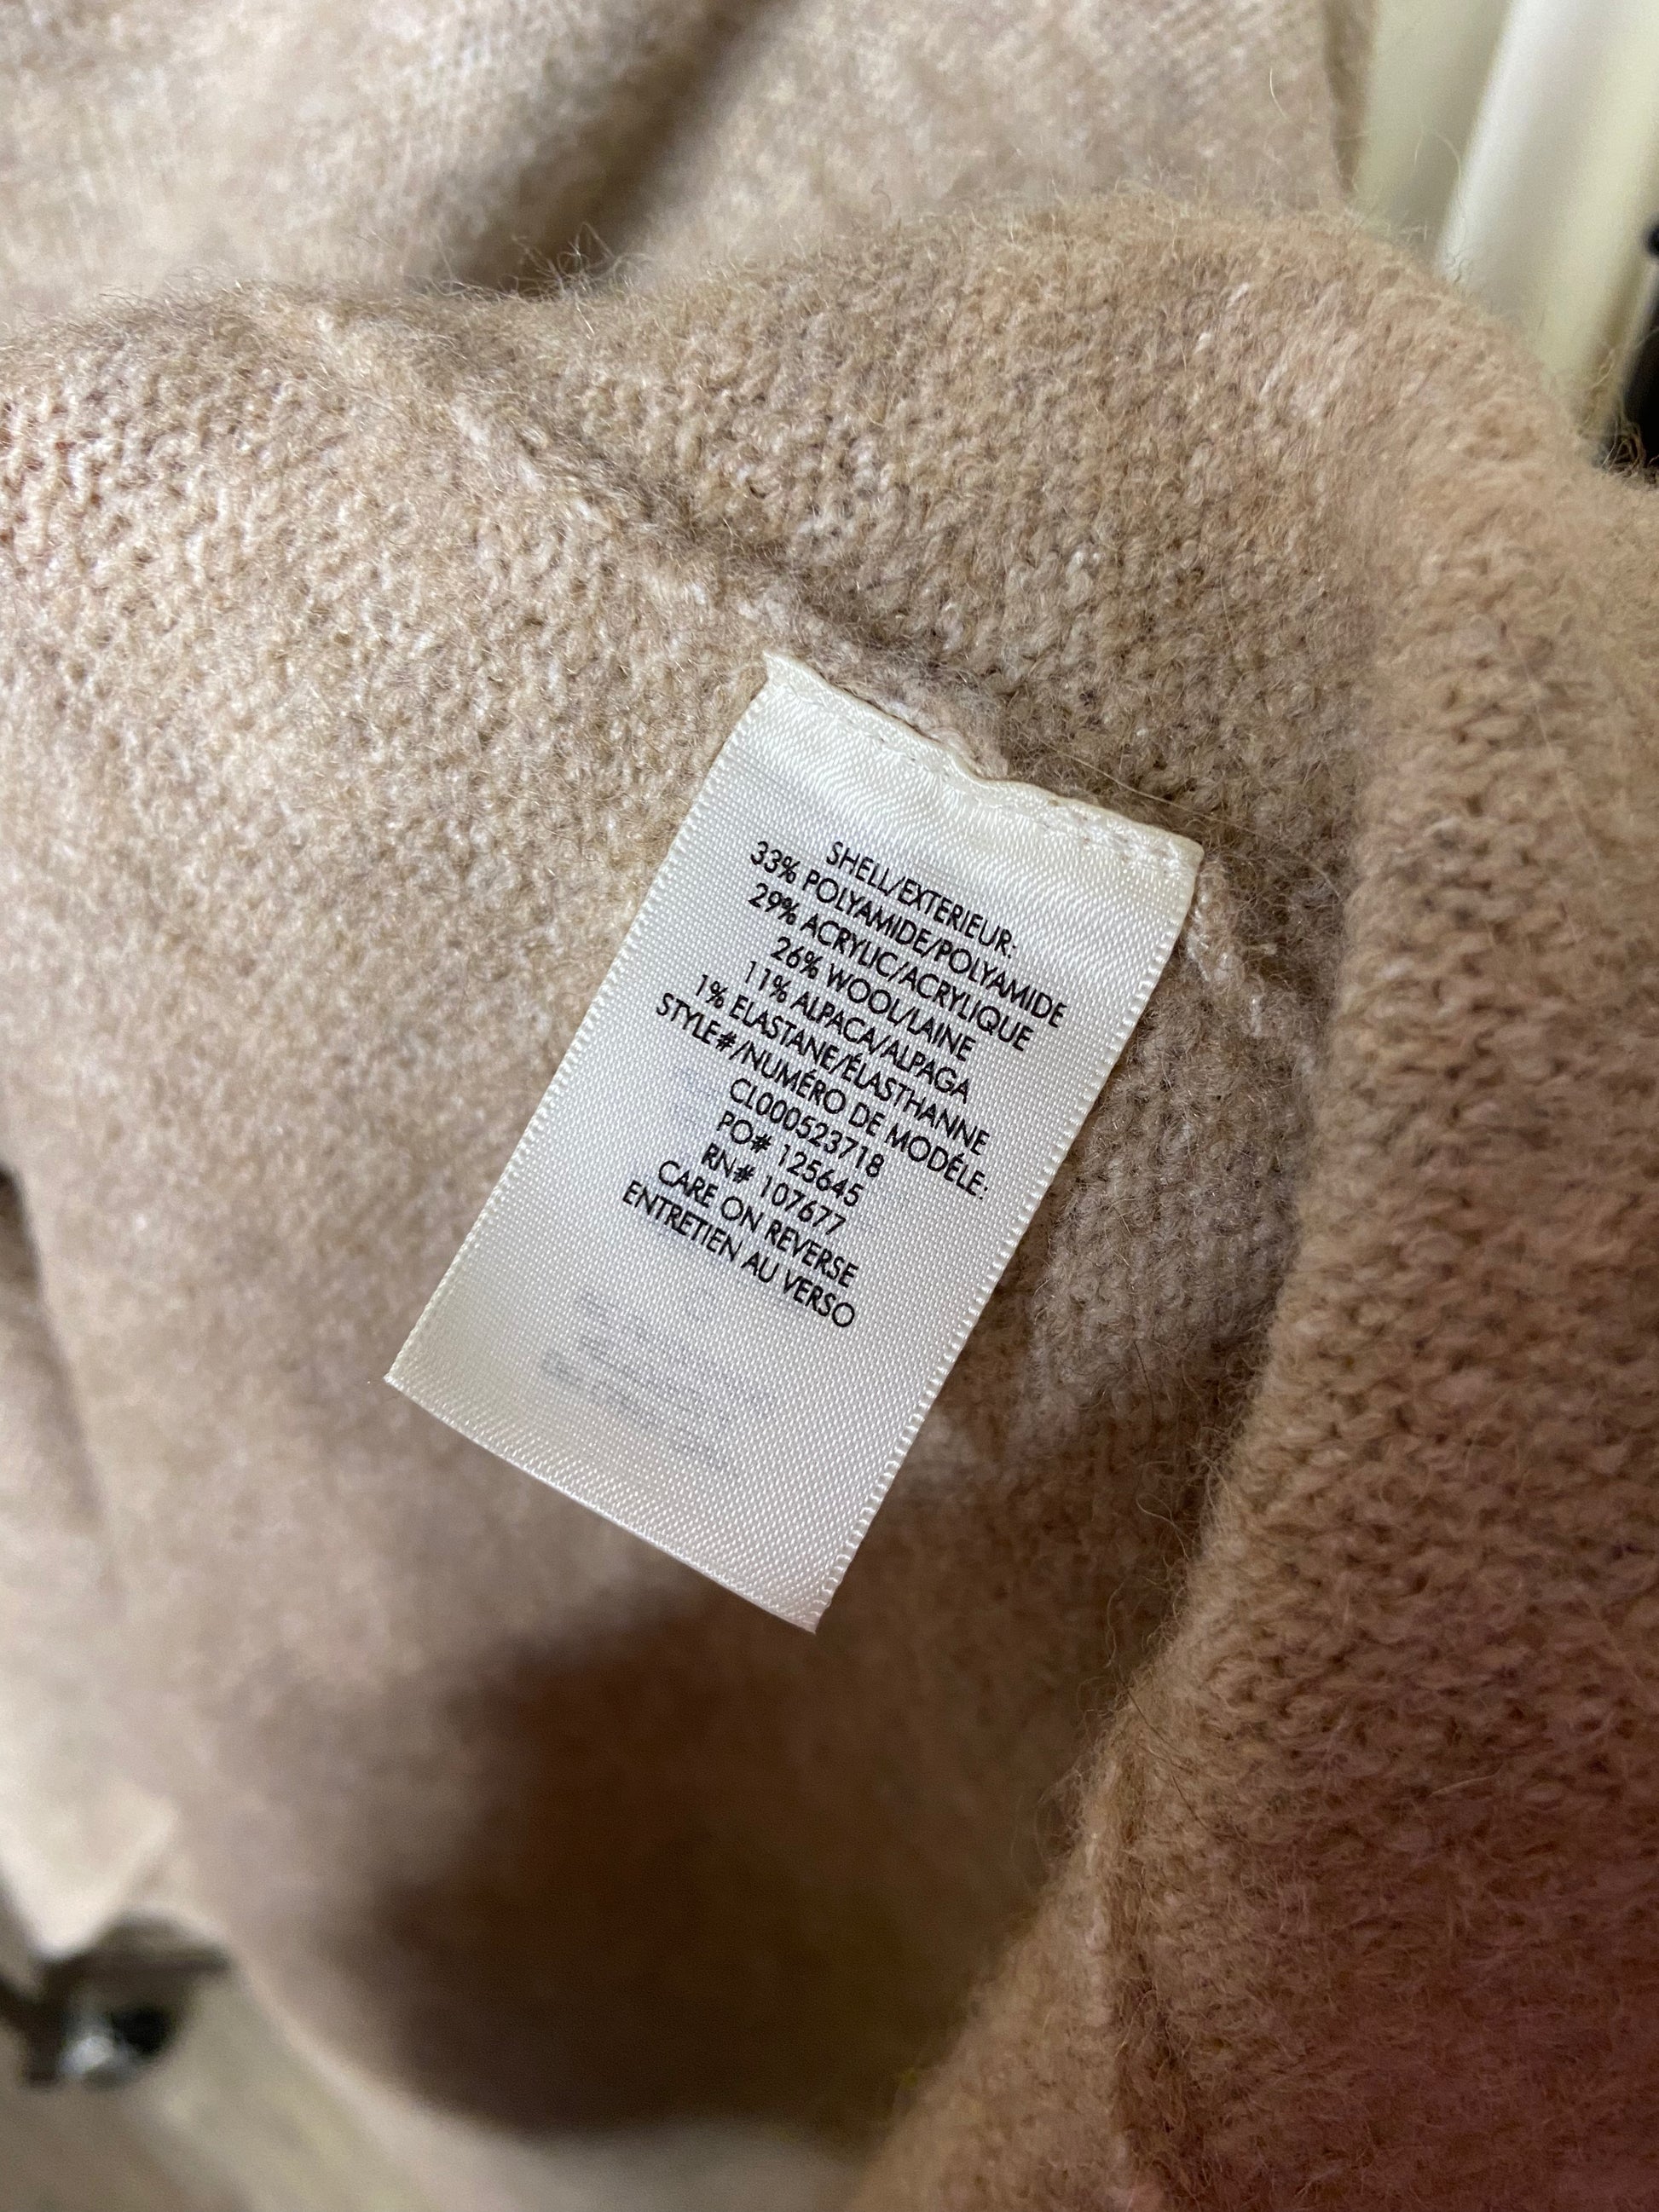 SHELL/EXTERIEUR:
33% POLYAMIDE/POLYAMIDE
29% ACRYLIC/ACRYLIQUE
26% WOOL/LAINE
11% ALPACA/ALPAGA
1% ELASTANE/ÉLASTHANNE
STYLE#/NUMÉRO DE MODÉLE:
CL000523718
PO# 125645
RN# 107677
CARE ON REVERSE
ENTRETIEN AU VERSO